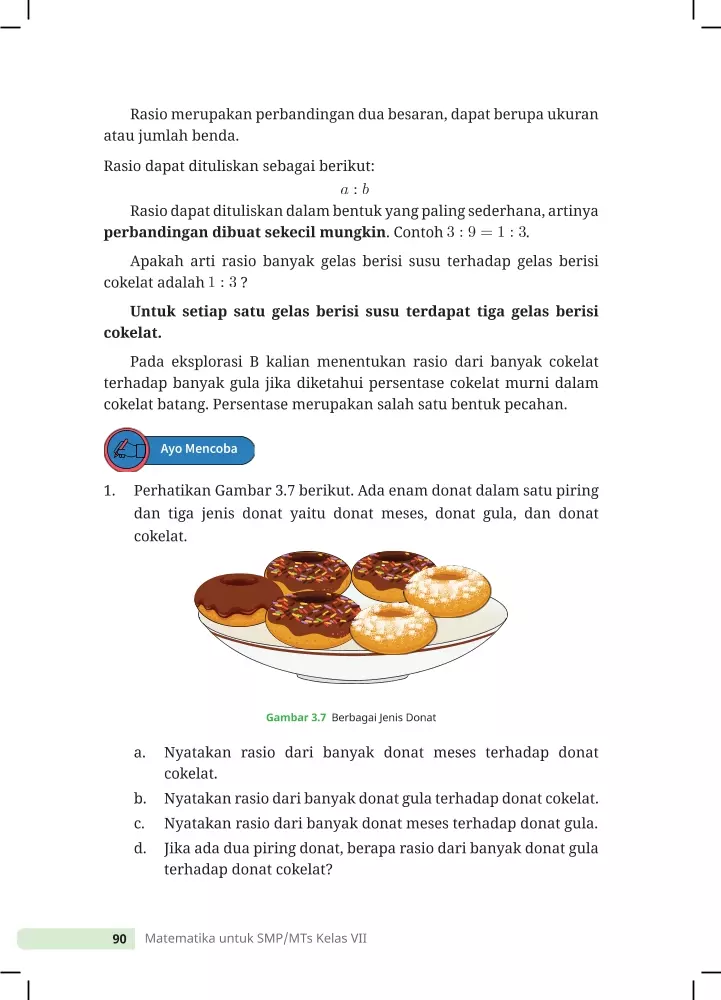 Rasio merupakan perbandingan dua besaran, dapat berupa ukuran
atau jumlah benda.
Rasio dapat dituliskan sebagai berikut:
a : b
Rasio dapat dituliskan dalam bentuk yang paling sederhana, artinya
perbandingan dibuat sekecil mungkin. Contoh 3 : 9 = 1 : 3.
Apakah arti rasio banyak gelas berisi susu terhadap gelas berisi
cokelat adalah 1 : 3 ?
Untuk setiap satu gelas berisi susu terdapat tiga gelas berisi
cokelat.
Pada eksplorasi B kalian menentukan rasio dari banyak cokelat
terhadap banyak gula jika diketahui persentase cokelat murni dalam
cokelat batang. Persentase merupakan salah satu bentuk pecahan.
Ayo Mencoba
1. Perhatikan Gambar 3.7 berikut. Ada enam donat dalam satu piring
dan tiga jenis donat yaitu donat meses, donat gula, dan donat
cokelat.
Gambar 3.7 Berbagai Jenis Donat
a. Nyatakan rasio dari banyak donat meses terhadap donat
cokelat.
b. Nyatakan rasio dari banyak donat gula terhadap donat cokelat.
c. Nyatakan rasio dari banyak donat meses terhadap donat gula.
d. Jika ada dua piring donat, berapa rasio dari banyak donat gula
terhadap donat cokelat?
90 Matematika untuk SMP/MTs Kelas VII